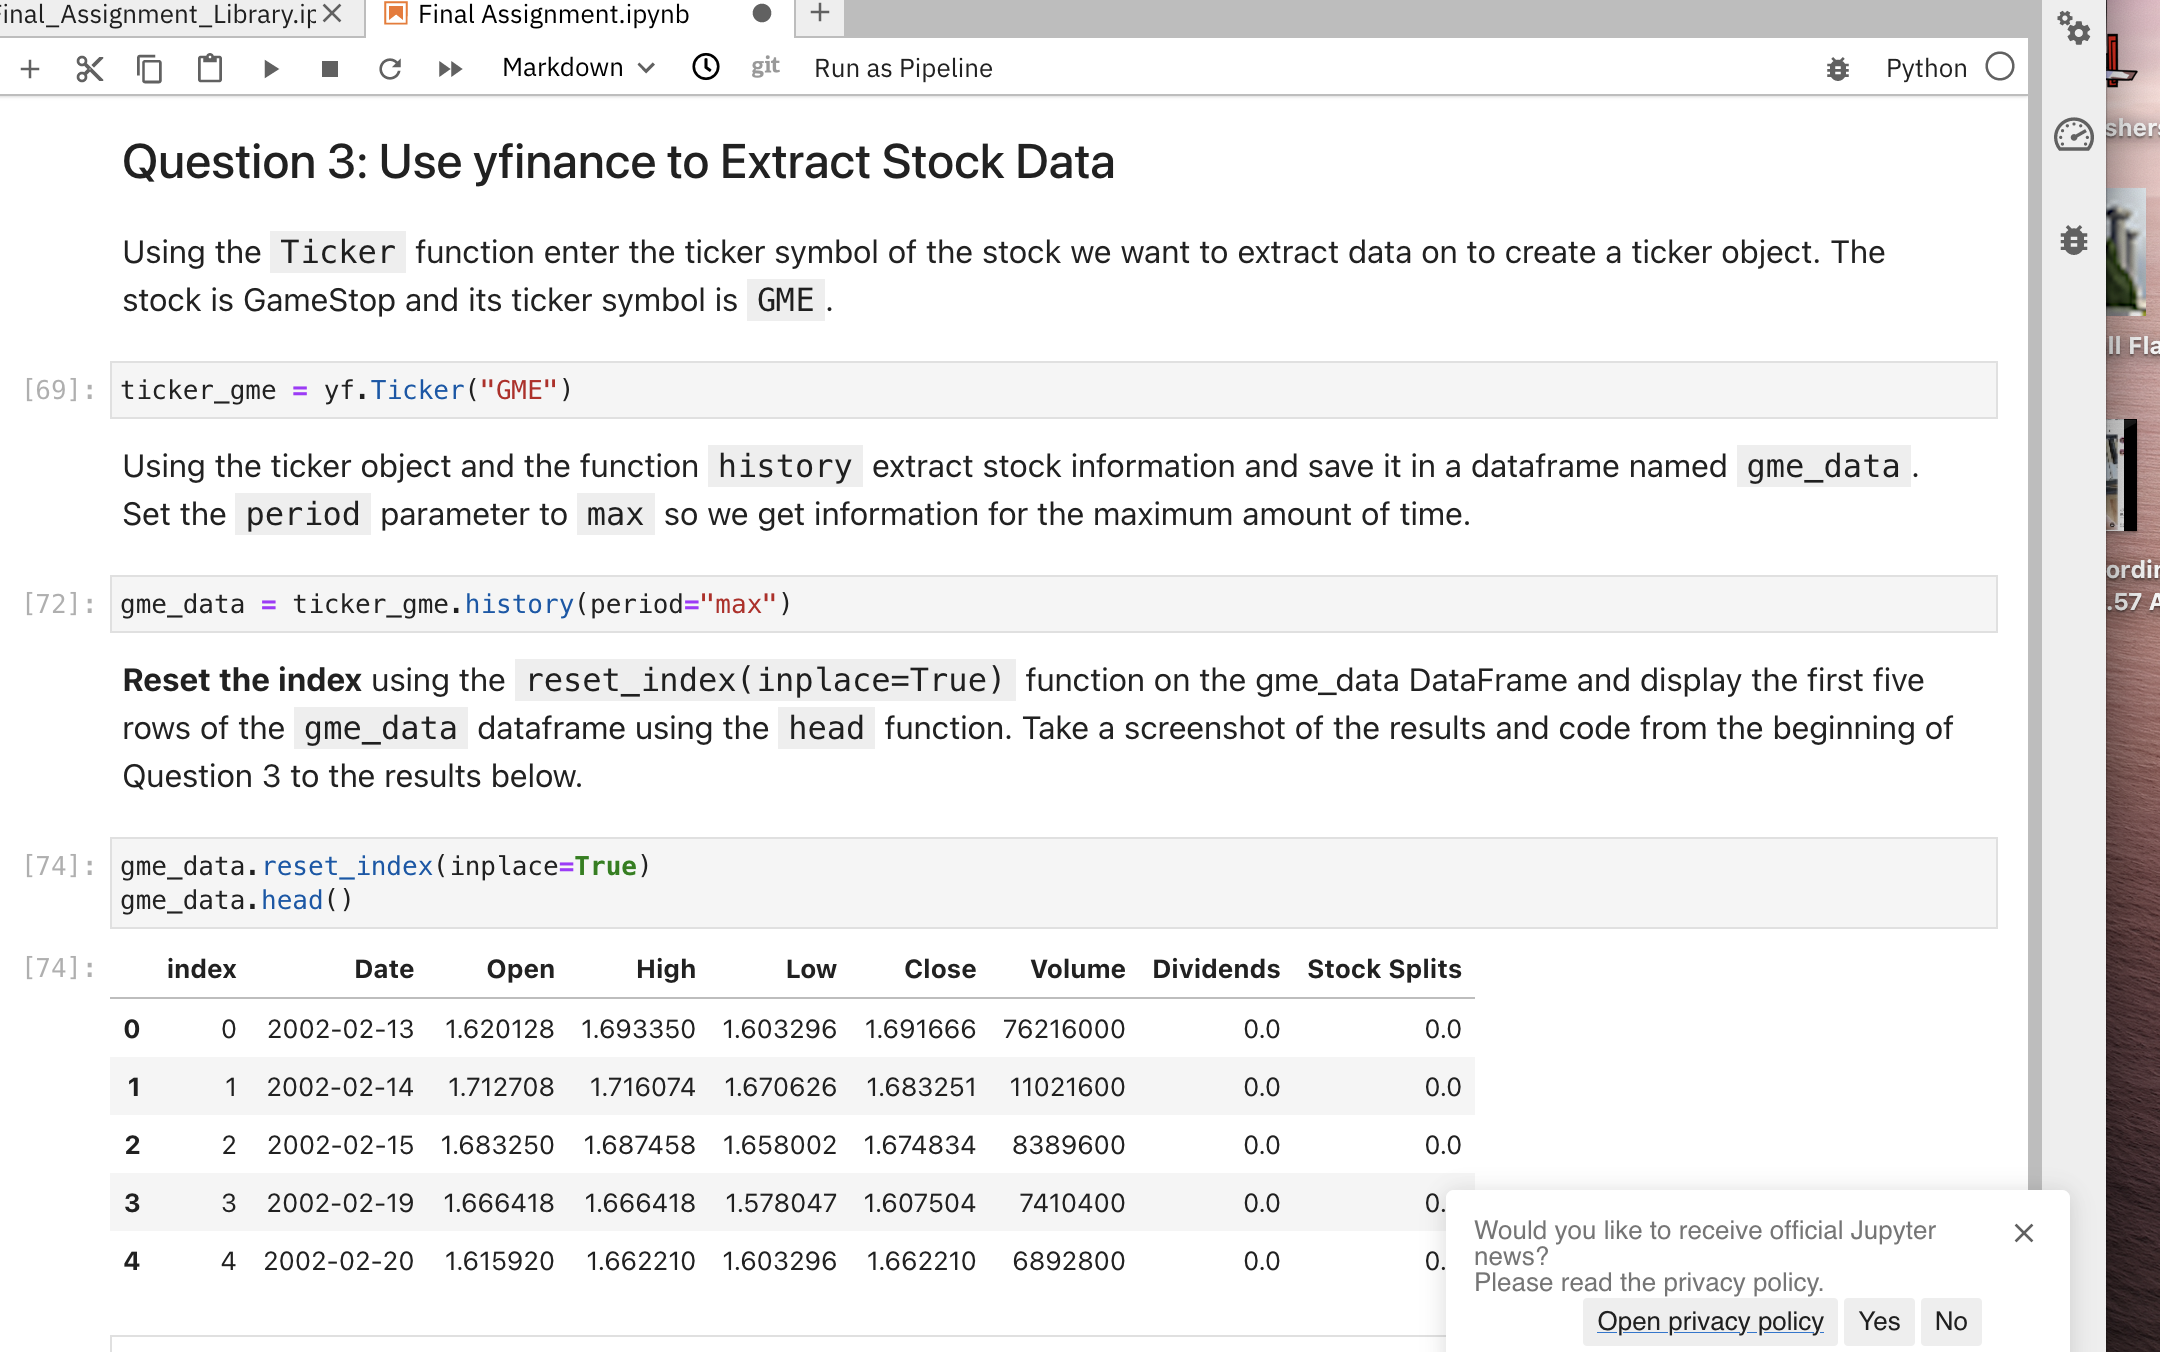 Final_Assignment_Library.ip
Final Assignment.ipynb
Markdown
git
Run as Pipeline
Python
Question 3: Use yfinance to Extract Stock Data
Using the Ticker function enter the ticker symbol of the stock we want to extract data on to create a ticker object. The
stock is GameStop and its ticker symbol is GME .
[69]: ticker_gme = yf.Ticker("GME")
Using the ticker object and the function history extract stock information and save it in a dataframe named gme_data .
Set the period parameter to max so we get information for the maximum amount of time.
[72]: gme_data = ticker_gme.history(period="max")
Reset the index using the reset_index(inplace=True) function on the gme_data DataFrame and display the first five
rows of the gme_data dataframe using the head function. Take a screenshot of the results and code from the beginning of
Question 3 to the results below.
[74]: gme_data.reset_index(inplace=True)
gme_data.head()
[74]: index Date Open High Low Close Volume Dividends Stock Splits
0 0 2002-02-13 1.620128 1.693350 1.603296 1.691666 76216000 0.0 0.0
1 1 2002-02-14 1.712708 1.716074 1.670626 1.683251 11021600 0.0 0.0
2 2 2002-02-15 1.683250 1.687458 1.658002 1.674834 8389600 0.0 0.0
3 3 2002-02-19 1.666418 1.666418 1.578047 1.607504 7410400 0.0 0.
4 4 2002-02-20 1.615920 1.662210 1.603296 1.662210 6892800 0.0 0.
Would you like to receive official Jupyter
news?
Please read the privacy policy.
Open privacy policy Yes No
shers
ll Fla
ordin
.57 A